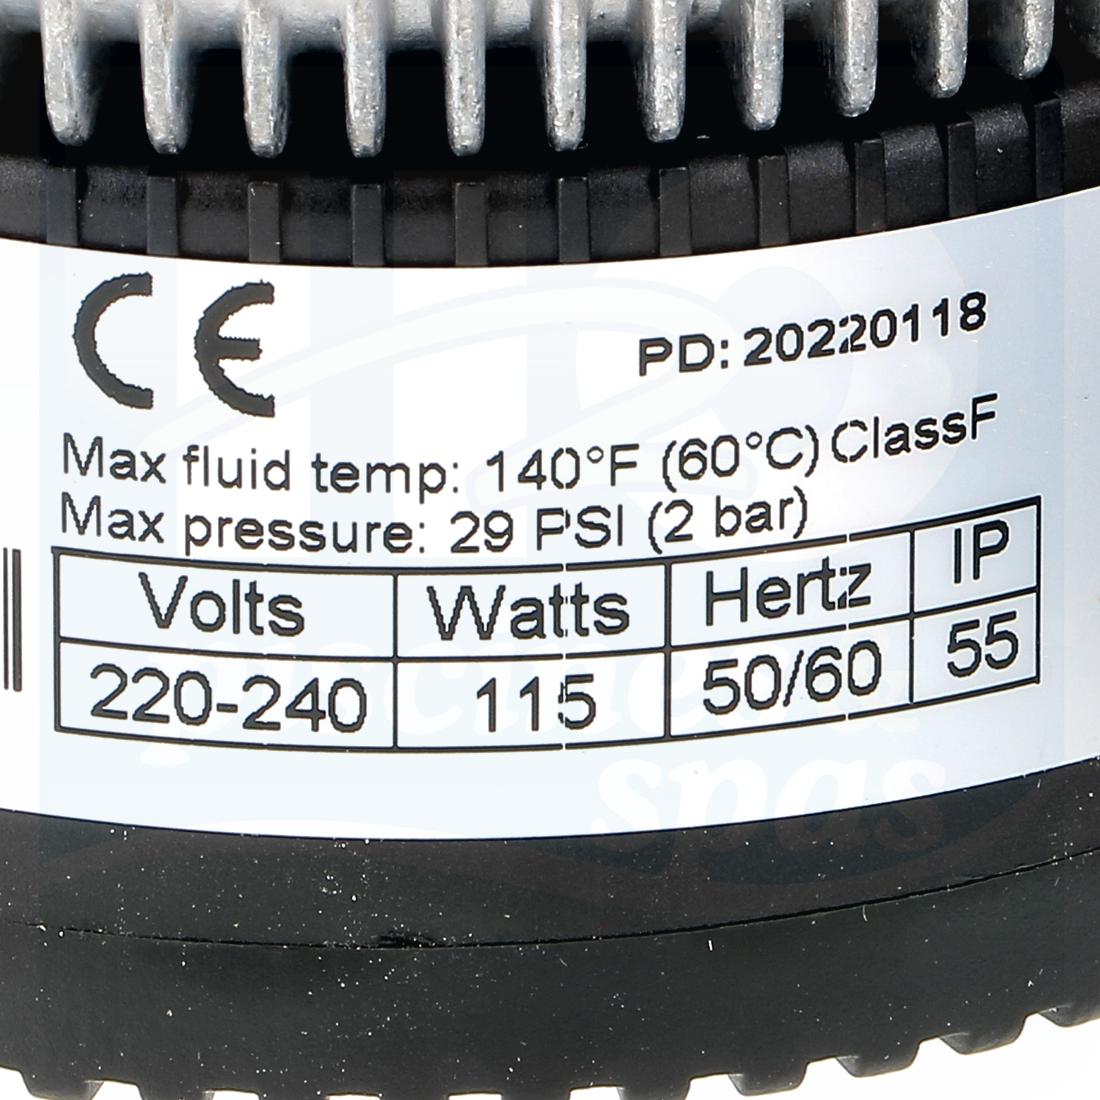 CE
PD: 20220118
Max fluid temp: 140°F (60°C) ClassF
Max pressure: 29 PSI (2 bar)
Volts Watts Hertz IP
220-240 115 50/60 55
spas